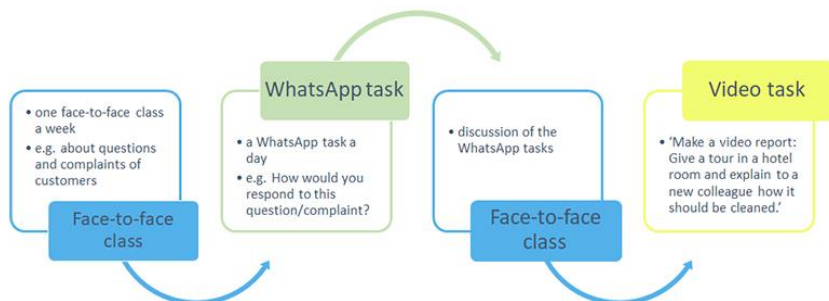 • one face-to-face class
a week
• e.g. about questions
and complaints of
customers
Face-to-face
class
WhatsApp task
• a WhatsApp task a
day
• e.g. How would you
respond to this
question/complaint?
• discussion of the
WhatsApp tasks
Face-to-face
class
Video task
• ‘Make a video report:
Give a tour in a hotel
room and explain to a
new colleague how it
should be cleaned.’